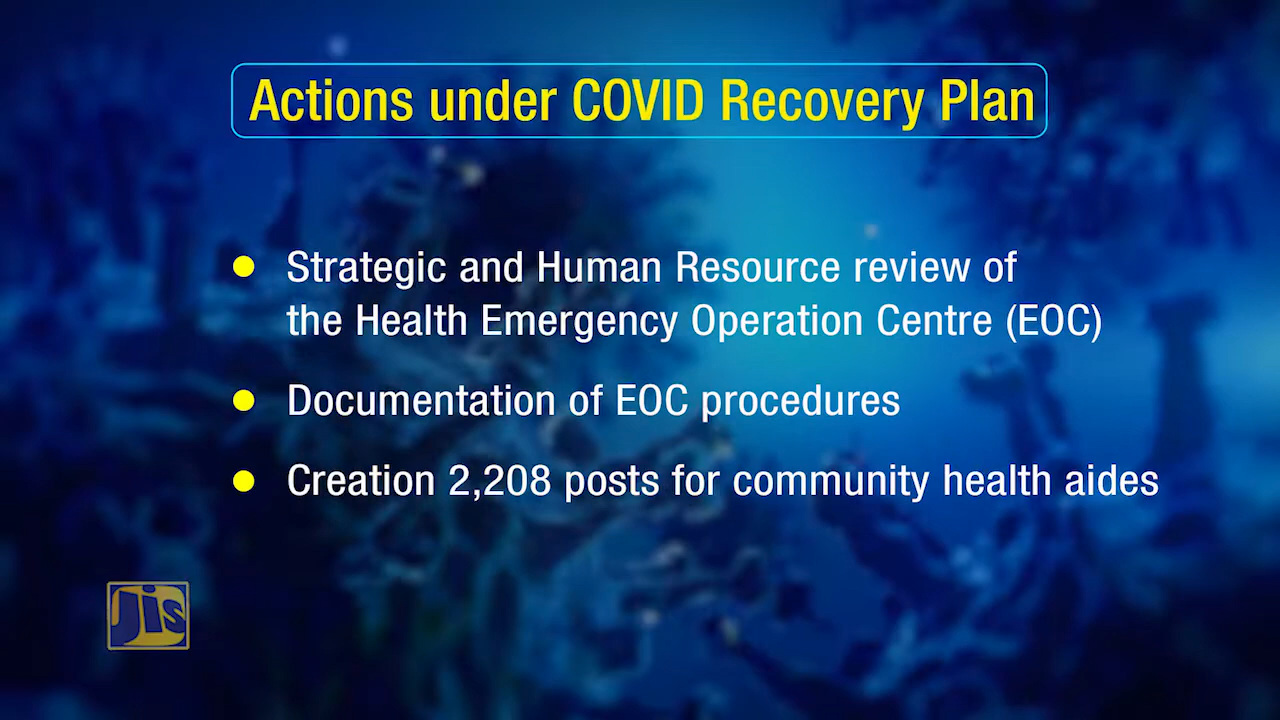 Actions under COVID Recovery Plan
Strategic and Human Resource review of
the Health Emergency Operation Centre (EOC)
Documentation of EOC procedures
Creation 2,208 posts for community health aides
Jis